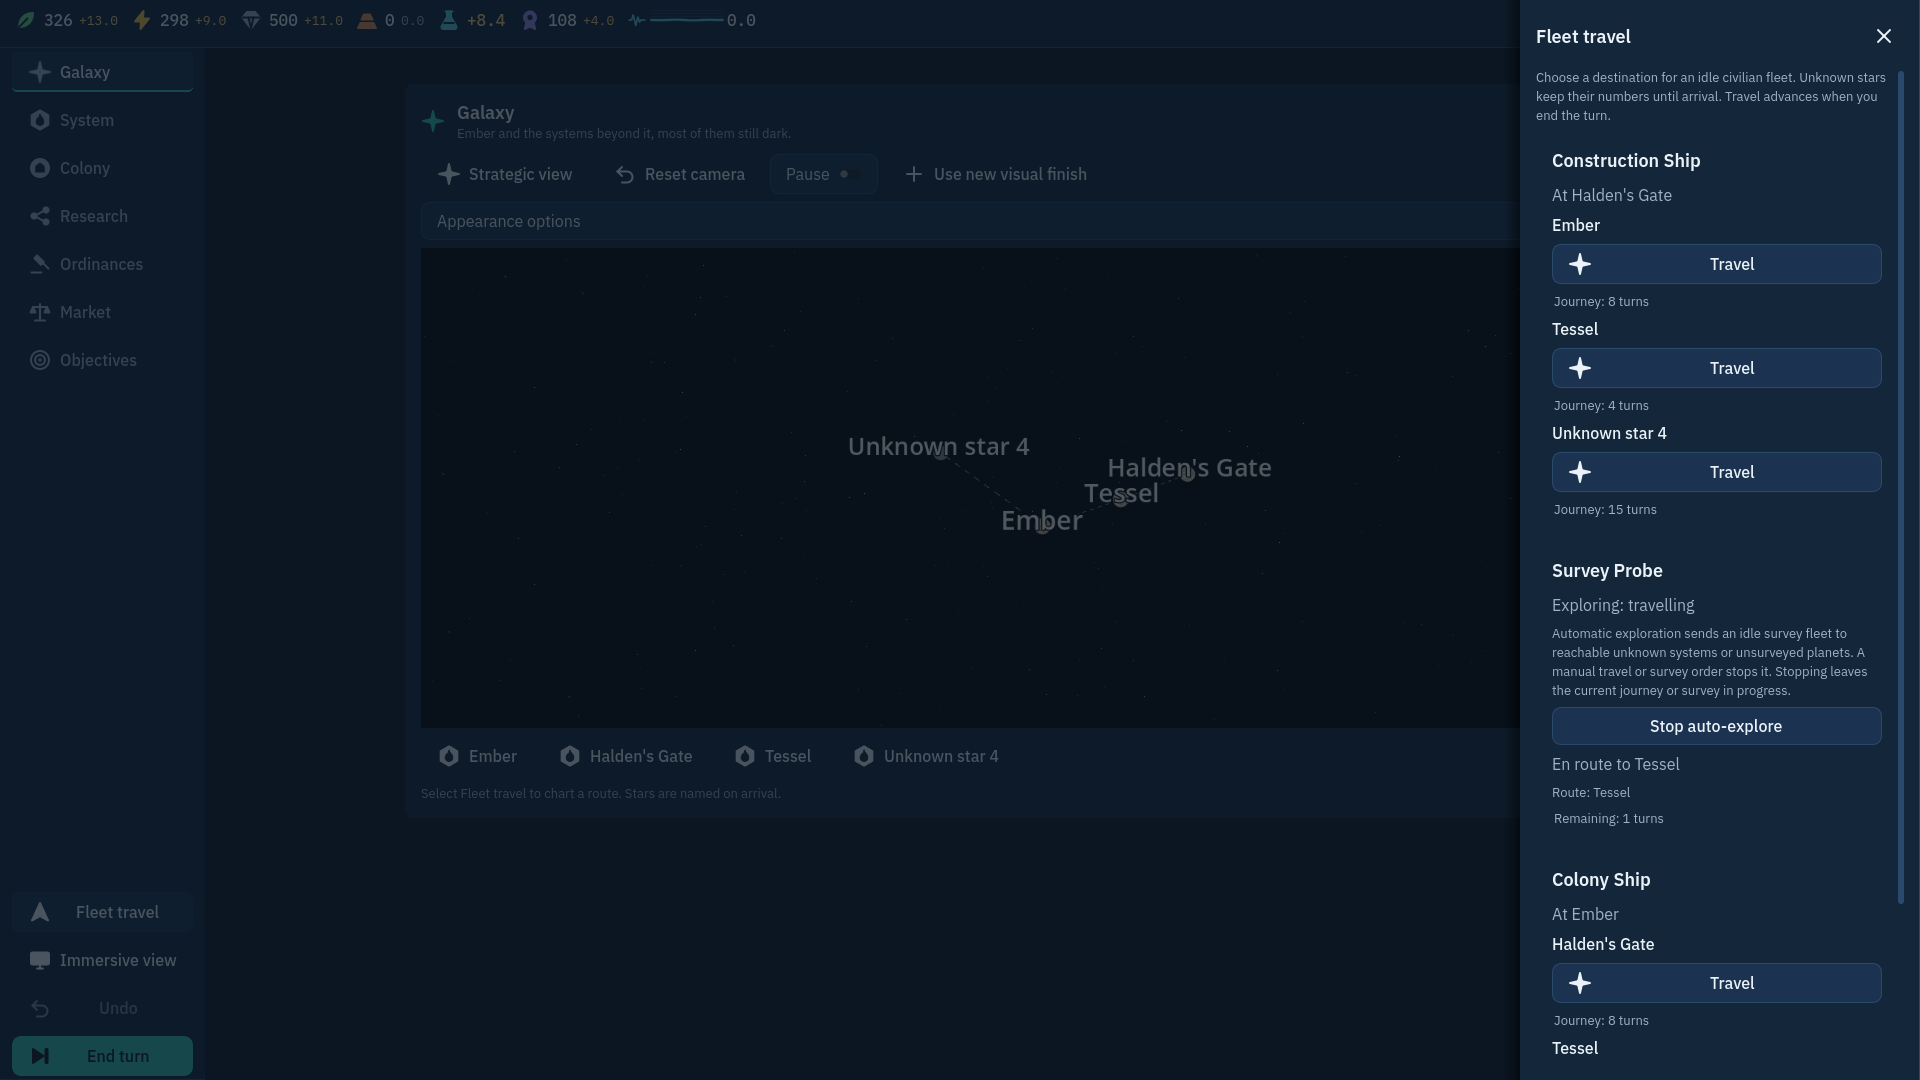 326 +13.0 298 +9.0 500 +11.0 0 0.0 +8.4 108 +4.0 0.0
Galaxy
System
Colony
Research
Ordinances
Market
Objectives
Fleet travel
Immersive view
Undo
End turn
Galaxy
Ember and the systems beyond it, most of them still dark.
Strategic view Reset camera Pause Use new visual finish
Appearance options
Unknown star 4
Halden's Gate
Tessel
Ember
Ember Halden's Gate Tessel Unknown star 4
Select Fleet travel to chart a route. Stars are named on arrival.
Fleet travel
Choose a destination for an idle civilian fleet. Unknown stars
keep their numbers until arrival. Travel advances when you
end the turn.
Construction Ship
At Halden's Gate
Ember
Travel
Journey: 8 turns
Tessel
Travel
Journey: 4 turns
Unknown star 4
Travel
Journey: 15 turns
Survey Probe
Exploring: travelling
Automatic exploration sends an idle survey fleet to
reachable unknown systems or unsurveyed planets. A
manual travel or survey order stops it. Stopping leaves
the current journey or survey in progress.
Stop auto-explore
En route to Tessel
Route: Tessel
Remaining: 1 turns
Colony Ship
At Ember
Halden's Gate
Travel
Journey: 8 turns
Tessel